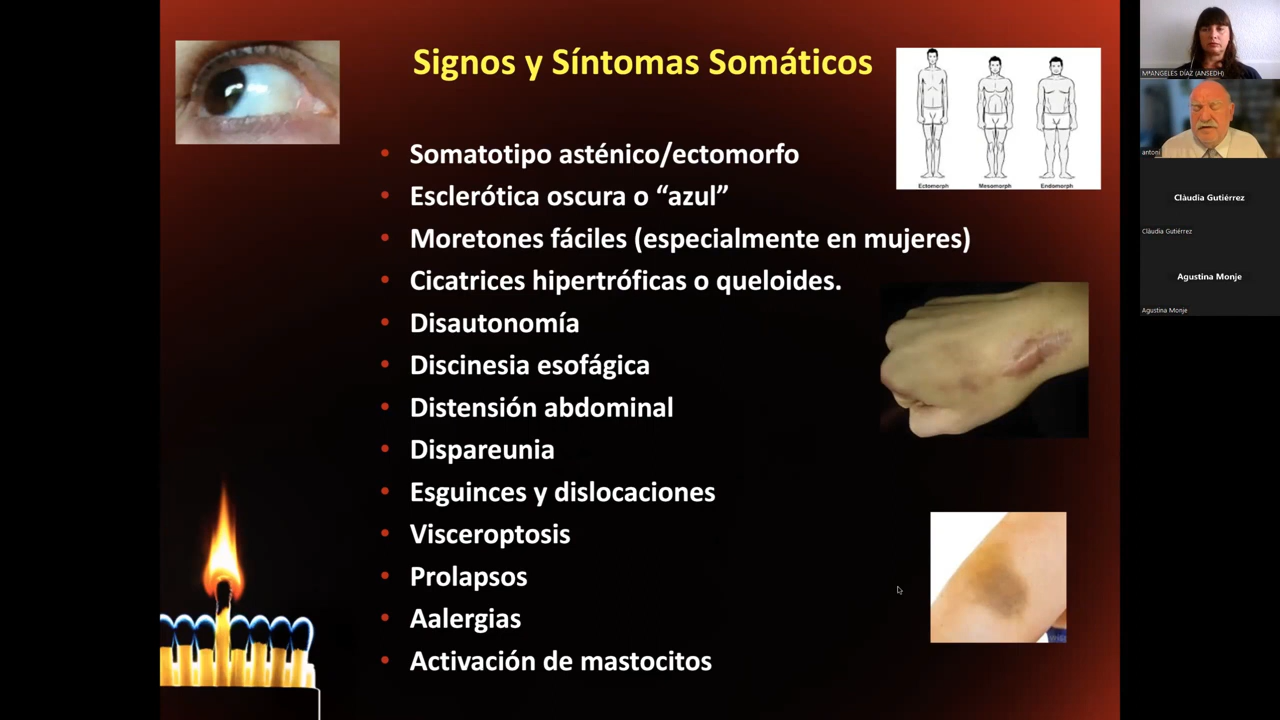 Signos y Síntomas Somáticos
Ectomorph Mesomorph Endomorph
• Somatotipo asténico/ectomorfo
• Esclerótica oscura o “azul”
• Moretones fáciles (especialmente en mujeres)
• Cicatrices hipertróficas o queloides.
• Disautonomía
• Discinesia esofágica
• Distensión abdominal
• Dispareunia
• Esguinces y dislocaciones
• Visceroptosis
• Prolapsos
• Aalergias
• Activación de mastocitos
MªANGELES DÍAZ (ANSEDH)
antoni
Clàudia Gutiérrez
Clàudia Gutiérrez
Agustina Monje
Agustina Monje